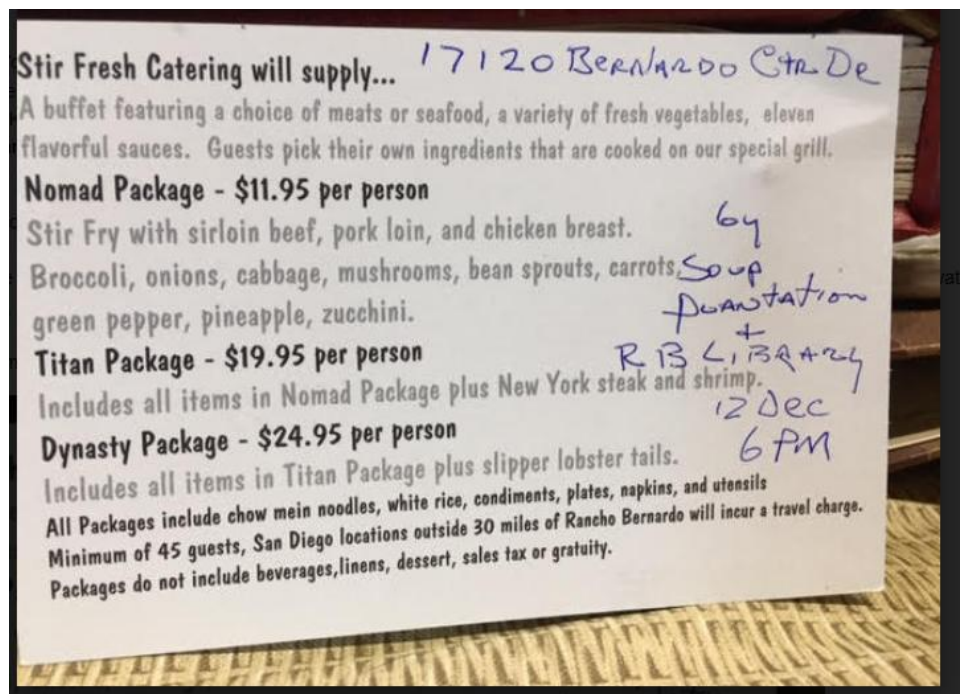 Stir Fresh Catering will supply... 17120 BERNARDO CTR DR
A buffet featuring a choice of meats or seafood, a variety of fresh vegetables, eleven
flavorful sauces. Guests pick their own ingredients that are cooked on our special grill.
Nomad Package - $11.95 per person
Stir Fry with sirloin beef, pork loin, and chicken breast. by
Broccoli, onions, cabbage, mushrooms, bean sprouts, carrots, Soup
green pepper, pineapple, zucchini. PLANTATION
+
Titan Package - $19.95 per person RB LIBRARY
Includes all items in Nomad Package plus New York steak and shrimp.
12 Dec
Dynasty Package - $24.95 per person 6 PM
Includes all items in Titan Package plus slipper lobster tails.
All Packages include chow mein noodles, white rice, condiments, plates, napkins, and utensils
Minimum of 45 guests, San Diego locations outside 30 miles of Rancho Bernardo will incur a travel charge.
Packages do not include beverages,linens, dessert, sales tax or gratuity.